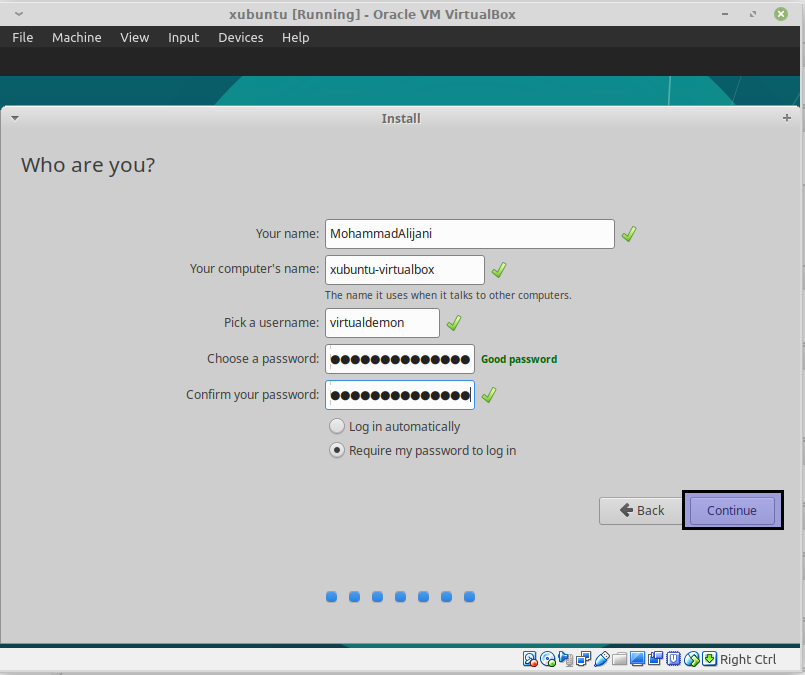 xubuntu [Running] - Oracle VM VirtualBox
File Machine View Input Devices Help
Install
Who are you?
Your name: MohammadAlijani
Your computer's name: xubuntu-virtualbox
The name it uses when it talks to other computers.
Pick a username: virtualdemon
Choose a password: ●●●●●●●●●●●●●● Good password
Confirm your password: ●●●●●●●●●●●●●●
Log in automatically
Require my password to log in
Back Continue
Right Ctrl